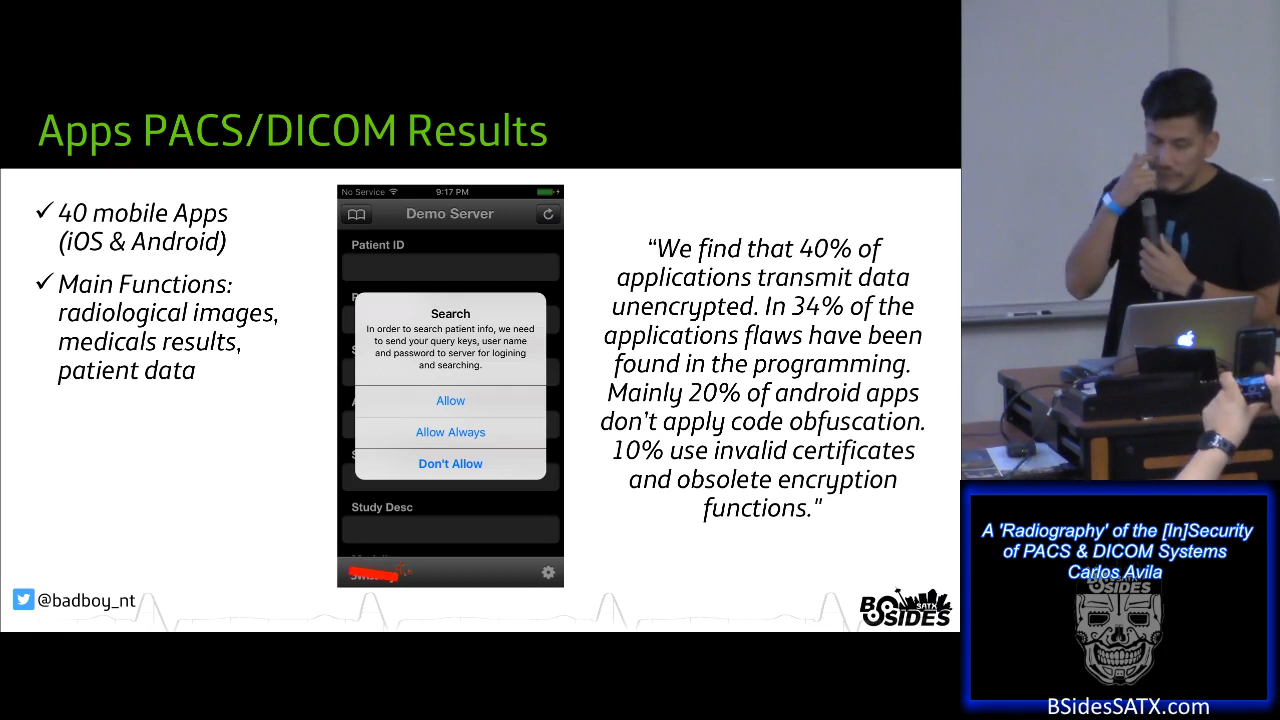 Apps PACS/DICOM Results
✓ 40 mobile Apps
(iOS & Android)
✓ Main Functions:
radiological images,
medicals results,
patient data
No Service
9:17 PM
Demo Server
Patient ID
Search
In order to search patient info, we need
to send your query keys, user name
and password to server for logining
and searching.
Allow
Allow Always
Don't Allow
Study Desc
“We find that 40% of
applications transmit data
unencrypted. In 34% of the
applications flaws have been
found in the programming.
Mainly 20% of android apps
don’t apply code obfuscation.
10% use invalid certificates
and obsolete encryption
functions."
@badboy_nt
BSIDES
SATX
A 'Radiography' of the [In]Security
of PACS & DICOM Systems
Carlos Avila
BSIDES
BSidesSATX.com